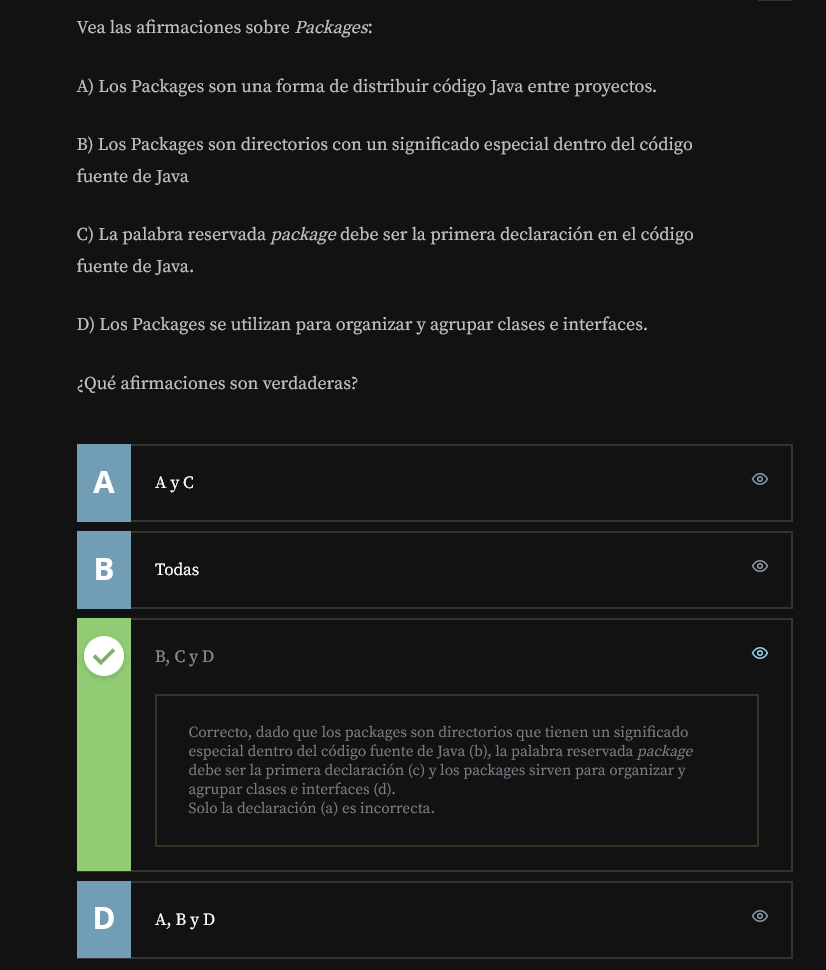 Vea las afirmaciones sobre Packages:
A) Los Packages son una forma de distribuir código Java entre proyectos.
B) Los Packages son directorios con un significado especial dentro del código
fuente de Java
C) La palabra reservada package debe ser la primera declaración en el código
fuente de Java.
D) Los Packages se utilizan para organizar y agrupar clases e interfaces.
¿Qué afirmaciones son verdaderas?
A
A y C
B
Todas
B, C y D
Correcto, dado que los packages son directorios que tienen un significado
especial dentro del código fuente de Java (b), la palabra reservada package
debe ser la primera declaración (c) y los packages sirven para organizar y
agrupar clases e interfaces (d).
Solo la declaración (a) es incorrecta.
D
A, B y D